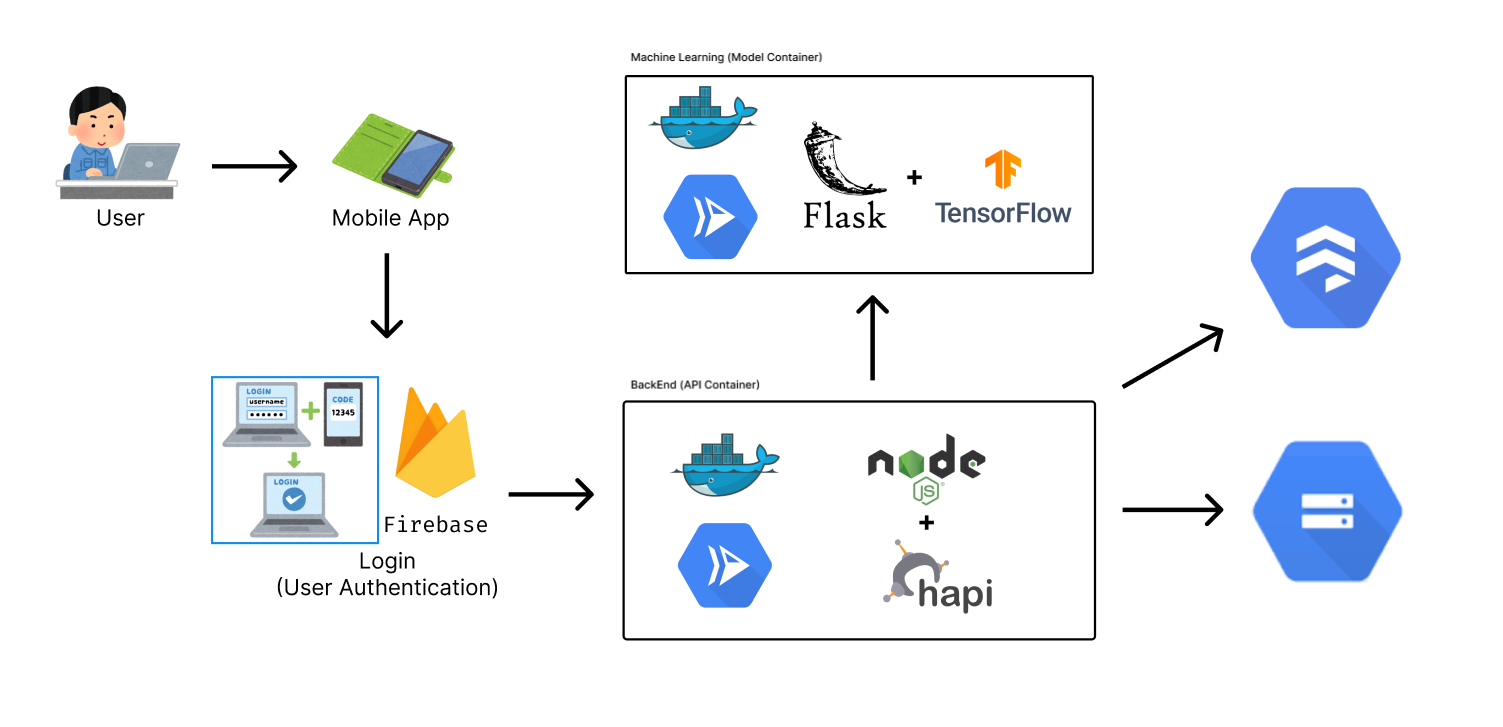 Machine Learning (Model Container)
User
Mobile App
Flask
+
TensorFlow
LOGIN
username
••••••
+
CODE
12345
LOGIN
Firebase
Login
(User Authentication)
BackEnd (API Container)
node
JS
+
hapi